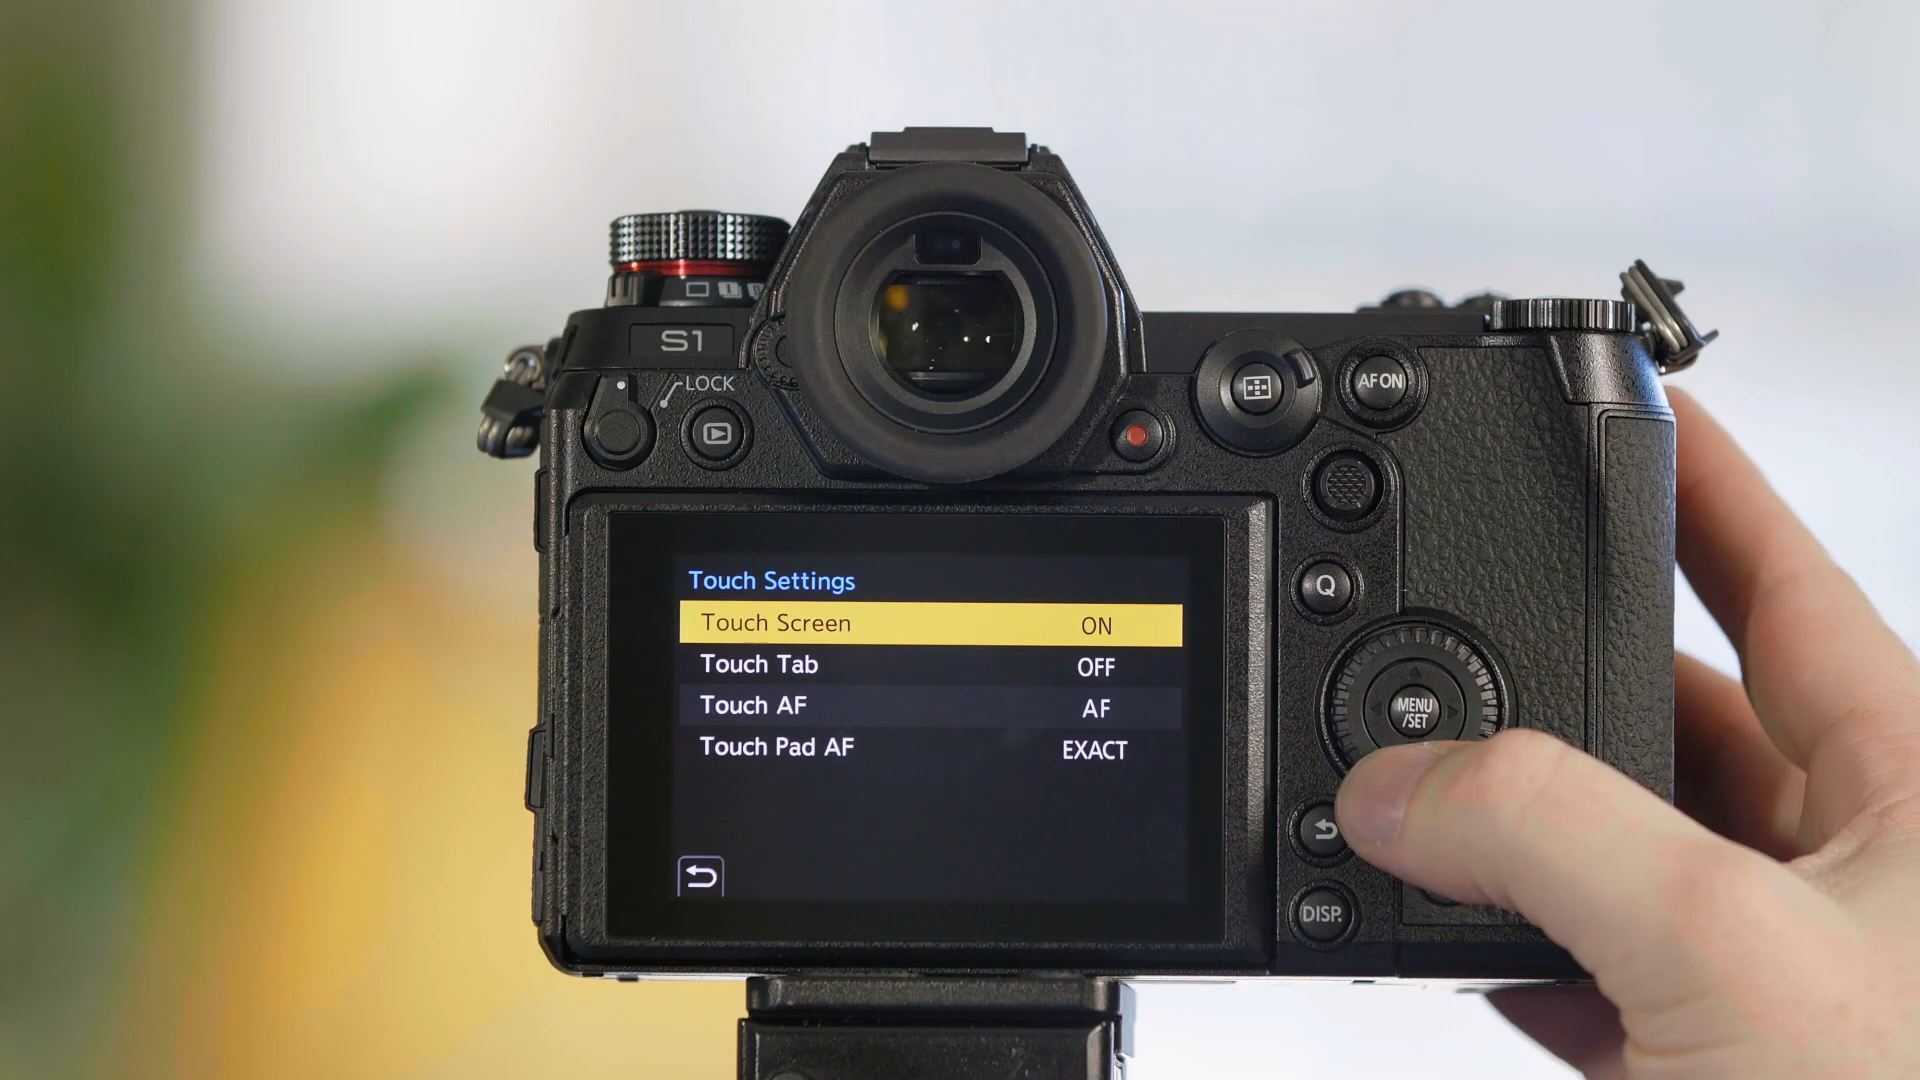 S1
LOCK
AF ON
Q
Touch Settings
Touch Screen ON
Touch Tab OFF
Touch AF AF
Touch Pad AF EXACT
MENU
/SET
DISP.